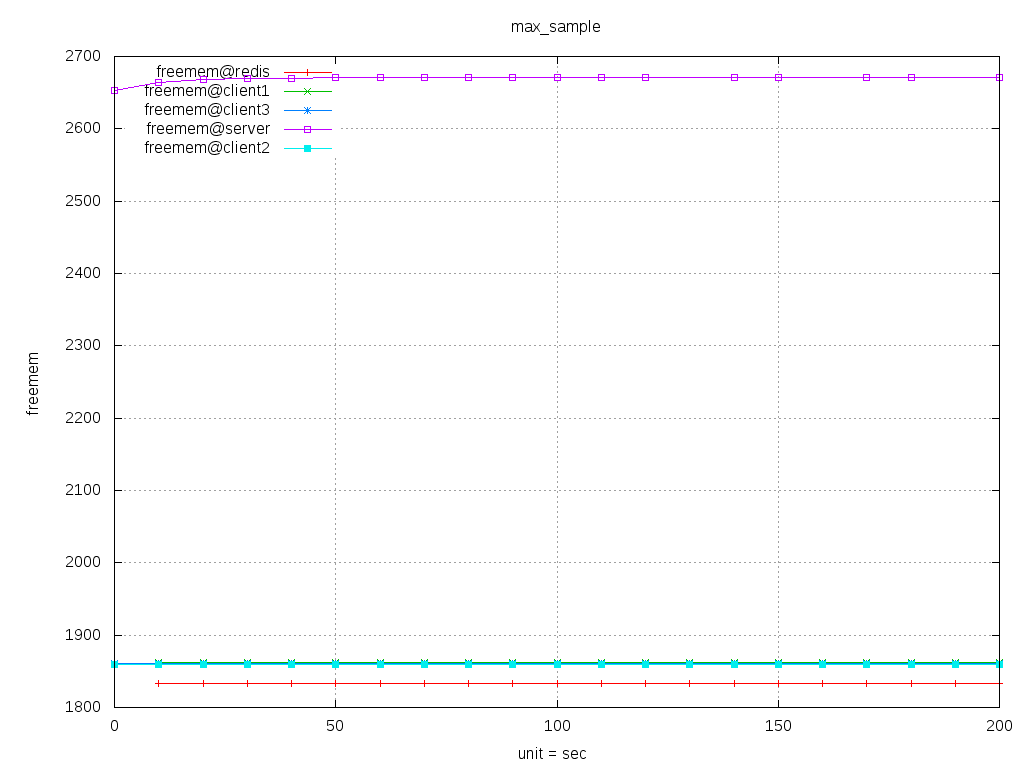 max_sample
2700
freemem@redis
freemem@client1
freemem@client3
2600
freemem@server
freemem@client2
2500
2400
2300
freemem
2200
2100
2000
1900
1800
0 50 100 150 200
unit = sec